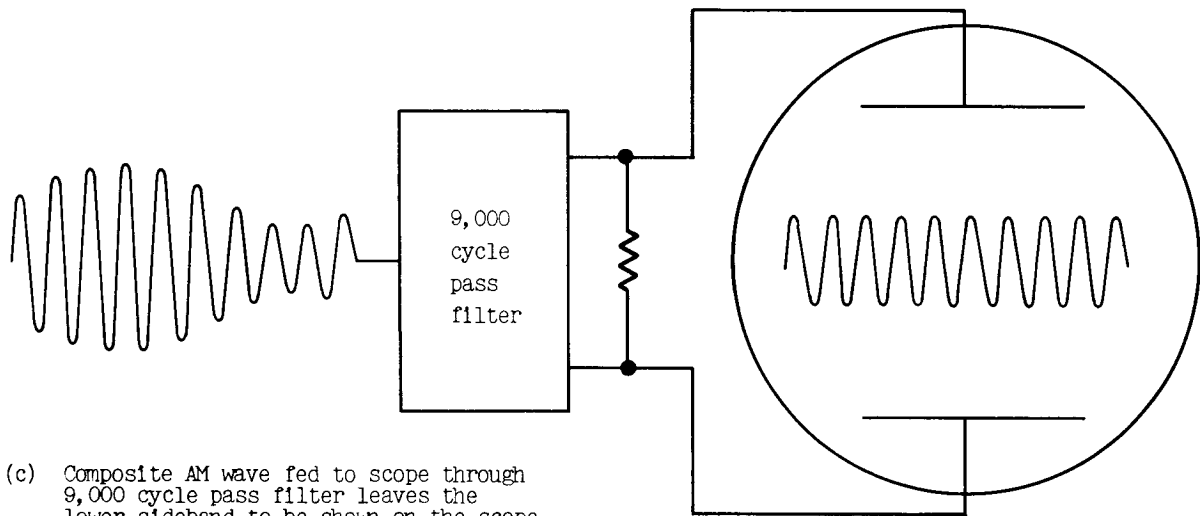 9,000
cycle
pass
filter
(c) Composite AM wave fed to scope through
9,000 cycle pass filter leaves the
lower sideband to be shown on the scope